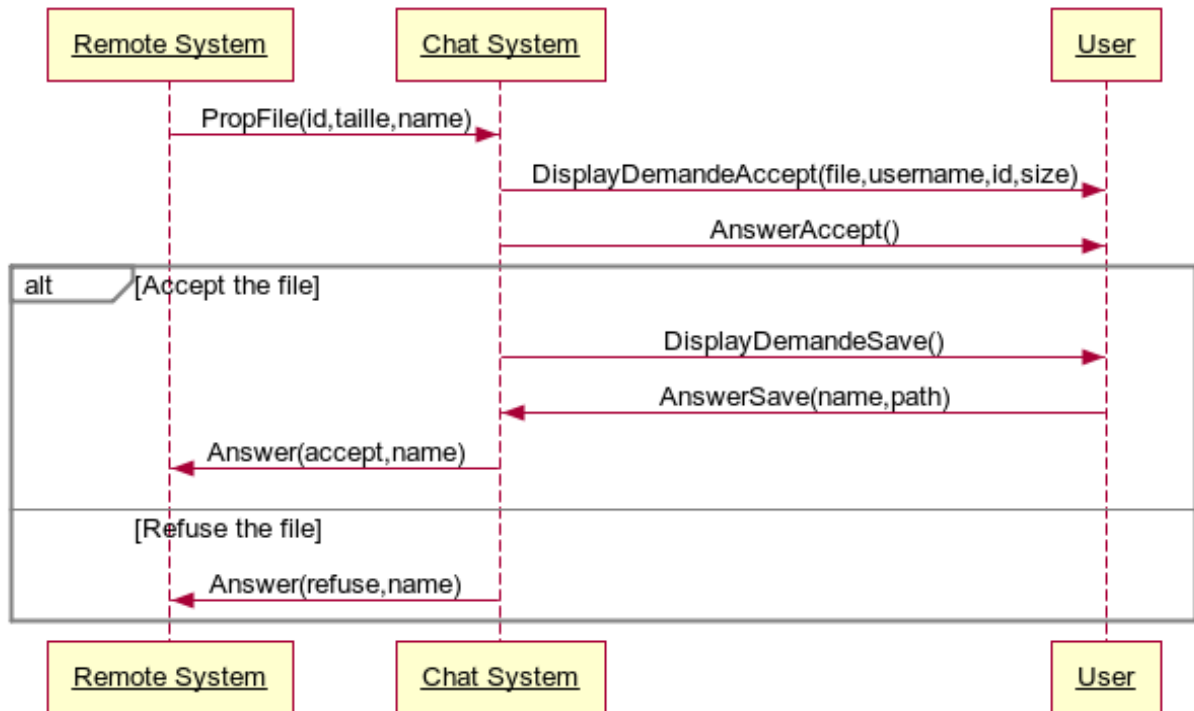 Remote System
Chat System
User
PropFile(id,taille,name)
DisplayDemandeAccept(file,username,id,size)
AnswerAccept()
alt
[Accept the file]
DisplayDemandeSave()
AnswerSave(name,path)
Answer(accept,name)
[Refuse the file]
Answer(refuse,name)
Remote System
Chat System
User